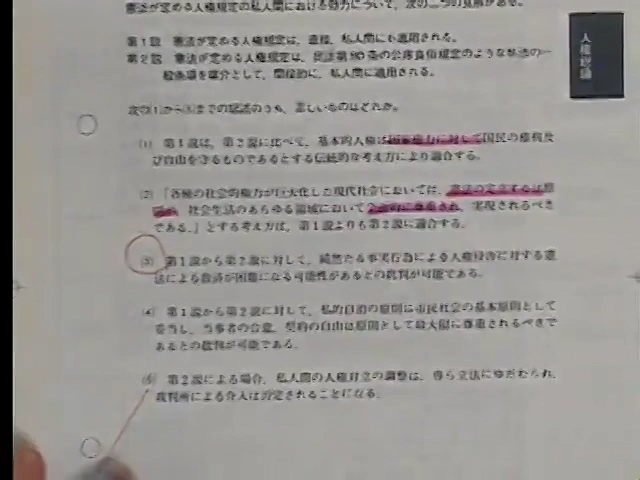 憲法が定める人権規定の私人間における効力について、次の二つの見解がある。
人権総論
第1説 憲法が定める人権規定は、直接、私人間にも適用される。
第2説 憲法が定める人権規定は、民法第90条の公序良俗規定のような私法の一
般条項を媒介として、間接的に、私人間に適用される。
次の(1)から(5)までの記述のうち、正しいものはどれか。
(1) 第1説は、第2説に比べて、基本的人権は国家権力に対して国民の権利及
び自由を守るものであるとする伝統的な考え方により適合する。
(2) 「各種の社会的権力が巨大化した現代社会においては、憲法の定立する法原
社会生活のあらゆる領域において全面的に尊重され、実現されるべき
である。」とする考え方は、第1説よりも第2説に適合する。
(3) 第1説から第2説に対して、純然たる事実行為による人権侵害に対する憲
法による救済が困難になる可能性があるとの批判が可能である。
(4) 第1説から第2説に対して、私的自治の原則は市民社会の基本原則として
妥当し、当事者の合意、契約の自由は原則として最大限に尊重されるべきで
あるとの批判が可能である。
(5) 第2説による場合、私人間の人権対立の調整は、専ら立法にゆだねられ、
裁判所による介入は否定されることになる。